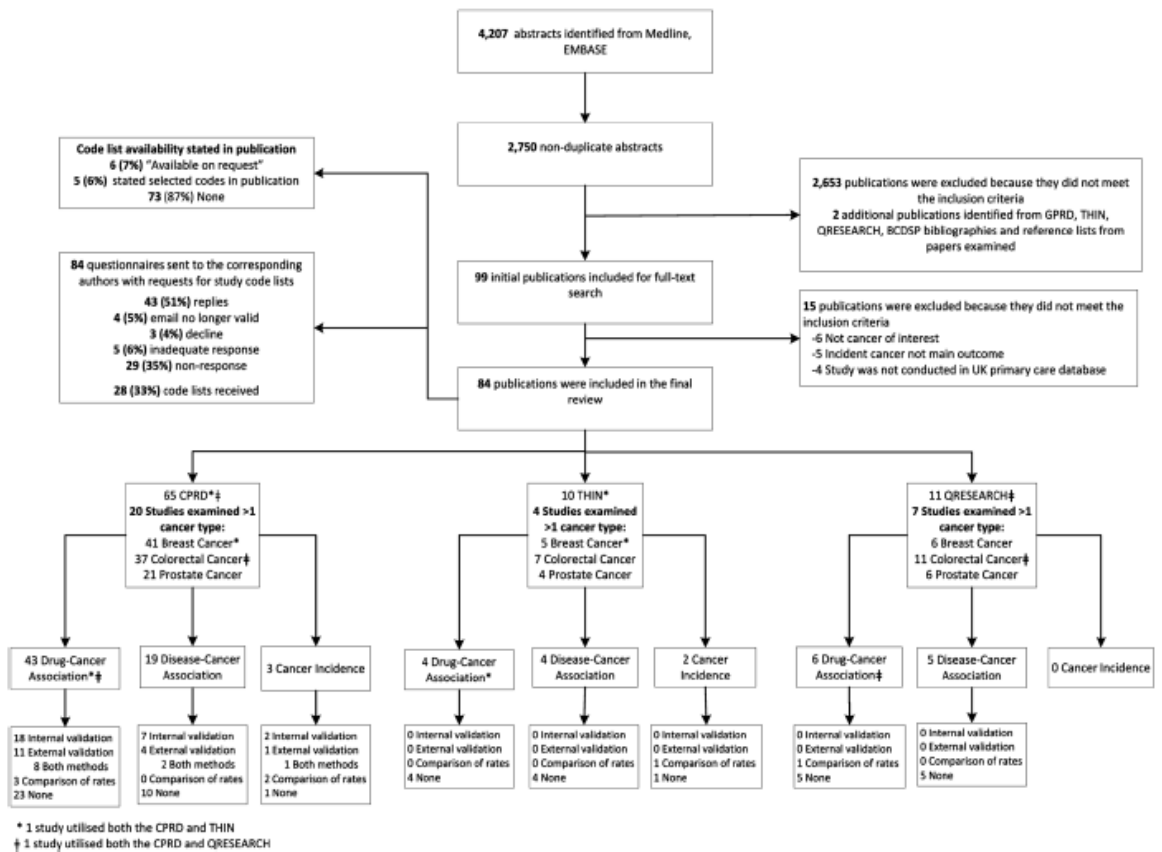 4,207 abstracts identified from Medline,
EMBASE
2,750 non-duplicate abstracts
Code list availability stated in publication
6 (7%) "Available on request"
5 (6%) stated selected codes in publication
73 (87%) None
2,653 publications were excluded because they did not meet
the inclusion criteria
2 additional publications identified from GPRD, THIN,
QRESEARCH, BCDSP bibliographies and reference lists from
papers examined
84 questionnaires sent to the corresponding
authors with requests for study code lists
43 (51%) replies
4 (5%) email no longer valid
3 (4%) decline
5 (6%) inadequate response
29 (35%) non-response
28 (33%) code lists received
99 initial publications included for full-text
search
15 publications were excluded because they did not meet the
inclusion criteria
-6 Not cancer of interest
-5 Incident cancer not main outcome
-4 Study was not conducted in UK primary care database
84 publications were included in the final
review
65 CPRD*ǂ
20 Studies examined >1
cancer type:
41 Breast Cancer*
37 Colorectal Cancerǂ
21 Prostate Cancer
10 THIN*
4 Studies examined
>1 cancer type:
5 Breast Cancer*
7 Colorectal Cancer
4 Prostate Cancer
11 QRESEARCHǂ
7 Studies examined >1
cancer type:
6 Breast Cancer
11 Colorectal Cancerǂ
6 Prostate Cancer
43 Drug-Cancer
Association*ǂ
19 Disease-Cancer
Association
3 Cancer Incidence
4 Drug-Cancer
Association*
4 Disease-Cancer
Association
2 Cancer
Incidence
6 Drug-Cancer
Associationǂ
5 Disease-Cancer
Association
0 Cancer Incidence
18 Internal validation
11 External validation
8 Both methods
3 Comparison of rates
23 None
7 Internal validation
4 External validation
2 Both methods
0 Comparison of rates
10 None
2 Internal validation
1 External validation
1 Both methods
2 Comparison of rates
1 None
0 Internal validation
0 External validation
0 Comparison of rates
4 None
0 Internal validation
0 External validation
0 Comparison of rates
4 None
0 Internal validation
0 External validation
1 Comparison of rates
1 None
0 Internal validation
0 External validation
1 Comparison of rates
5 None
0 Internal validation
0 External validation
0 Comparison of rates
5 None
* 1 study utilised both the CPRD and THIN
ǂ 1 study utilised both the CPRD and QRESEARCH